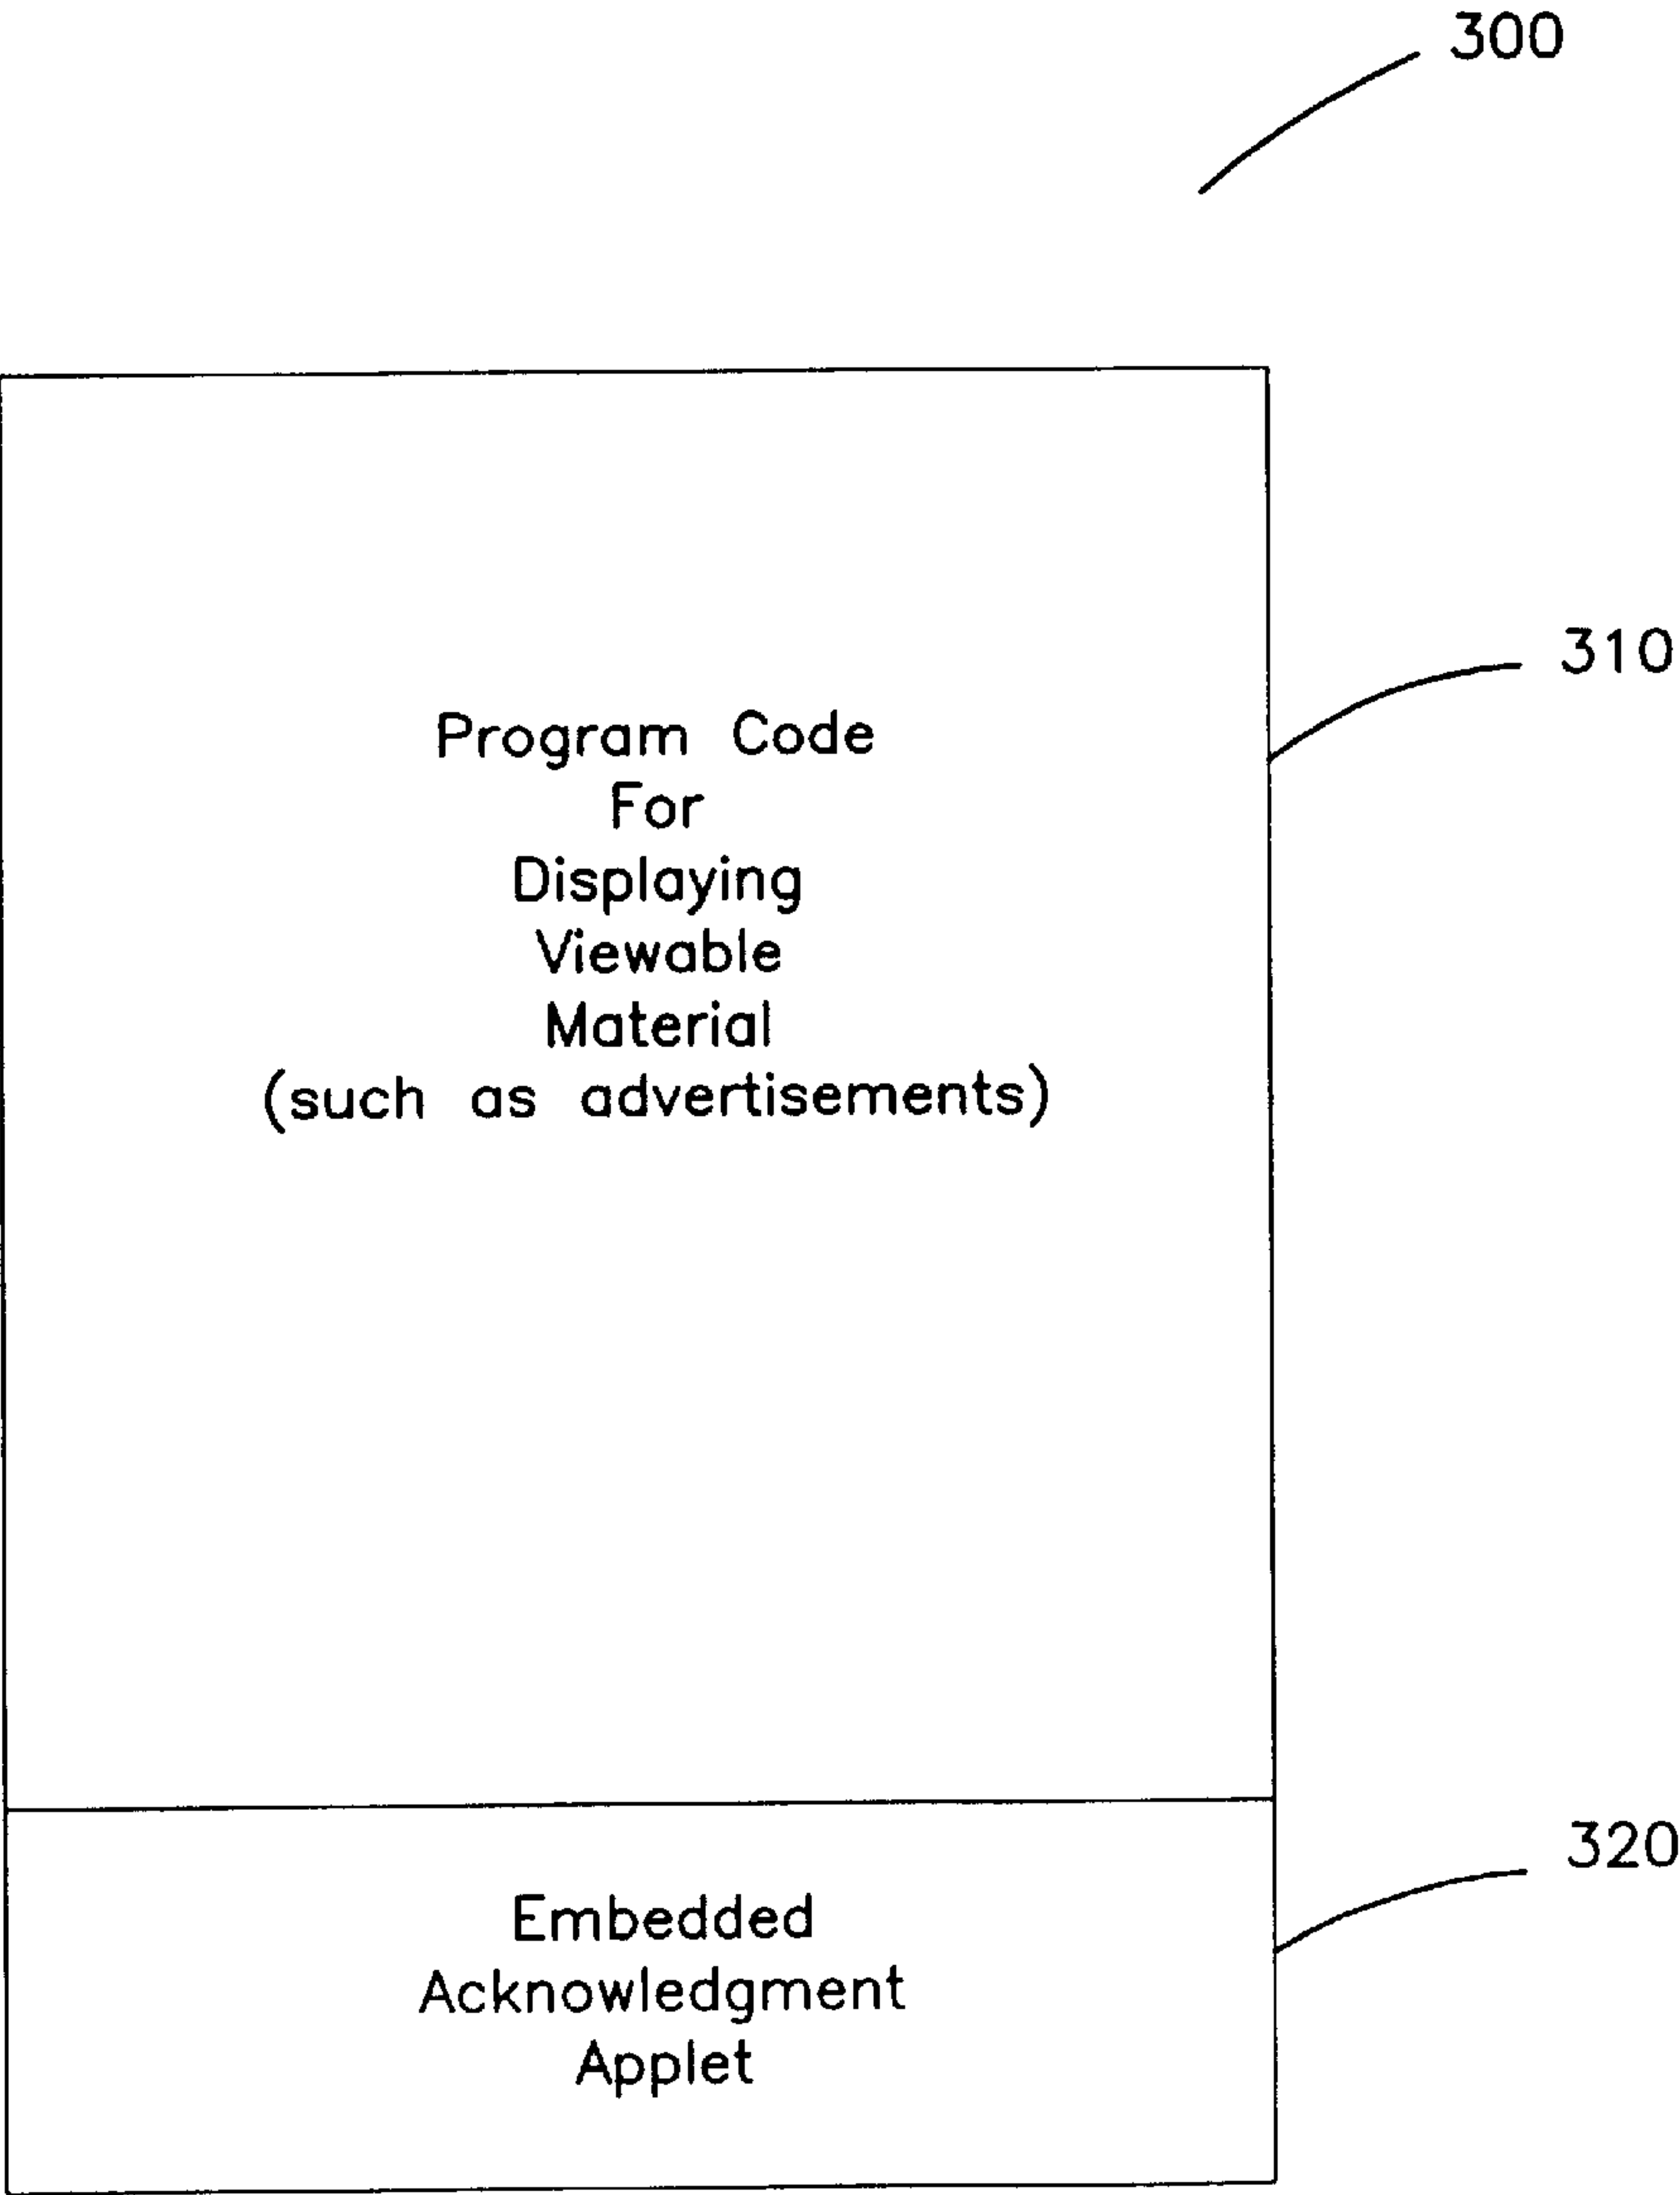 300
310
Program Code
For
Displaying
Viewable
Material
(such as advertisements)
320
Embedded
Acknowledgment
Applet